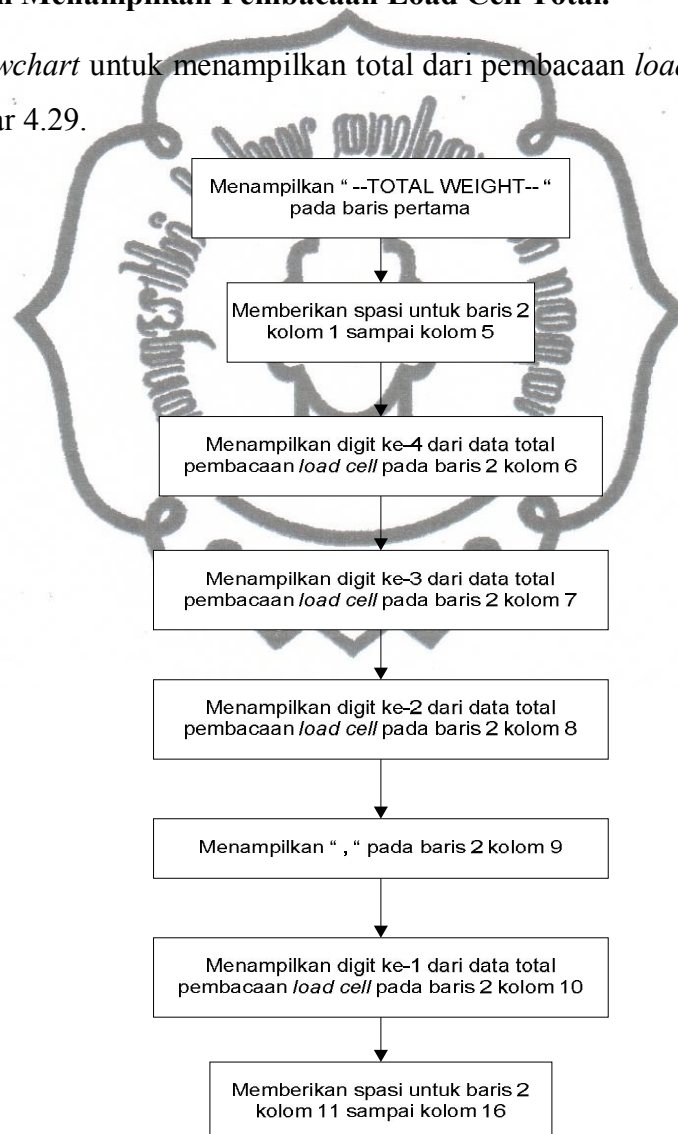 Menampilkan Pembacaan Load Cell Total.
wchart untuk menampilkan total dari pembacaan load
ar 4.29.
Menampilkan “ --TOTAL WEIGHT-- “
pada baris pertama
Memberikan spasi untuk baris 2
kolom 1 sampai kolom 5
Menampilkan digit ke-4 dari data total
pembacaan load cell pada baris 2 kolom 6
Menampilkan digit ke-3 dari data total
pembacaan load cell pada baris 2 kolom 7
Menampilkan digit ke-2 dari data total
pembacaan load cell pada baris 2 kolom 8
Menampilkan “ , “ pada baris 2 kolom 9
Menampilkan digit ke-1 dari data total
pembacaan load cell pada baris 2 kolom 10
Memberikan spasi untuk baris 2
kolom 11 sampai kolom 16